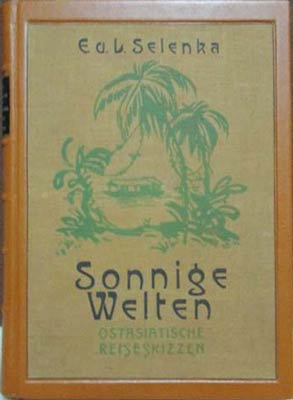 E u. L. Selenka
Sonnige
Welten
OSTASIATISCHE
REISESKIZZEN